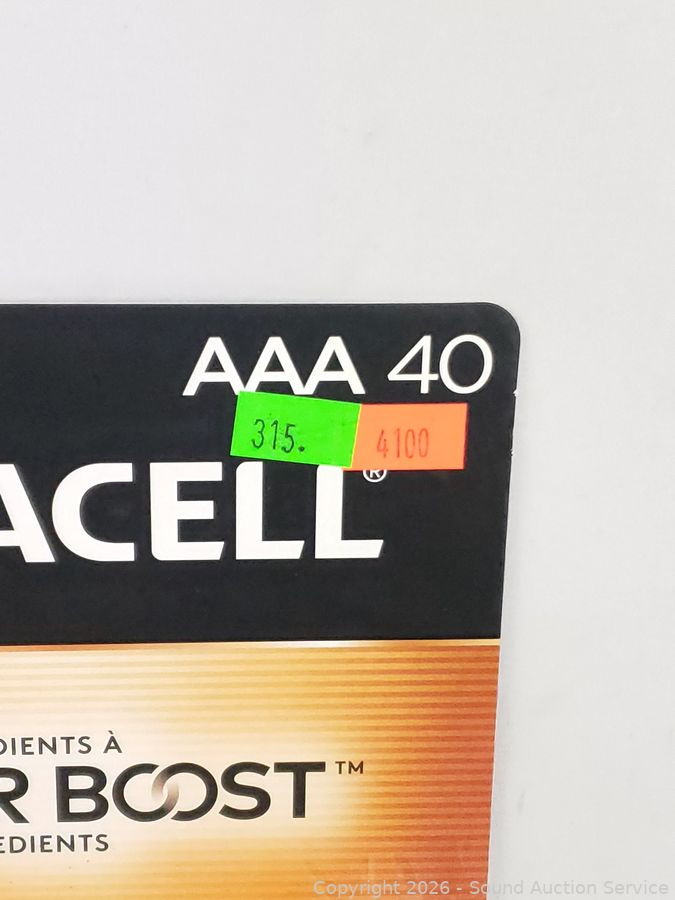 AAA 40
315.
4100
ACELL®
DIENTS À
R BOOST™
EDIENTS
Copyright 2026 - Sound Auction Service